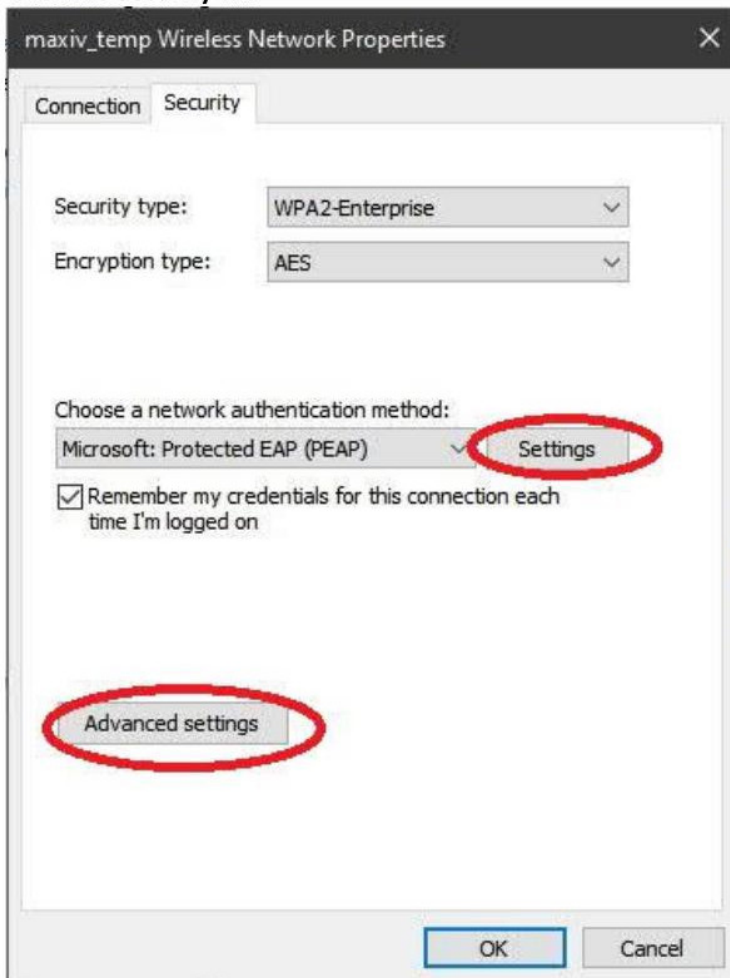 maxiv_temp Wireless Network Properties
Connection Security
Security type: WPA2-Enterprise
Encryption type: AES
Choose a network authentication method:
Microsoft: Protected EAP (PEAP) Settings
Remember my credentials for this connection each
time I'm logged on
Advanced settings
OK Cancel